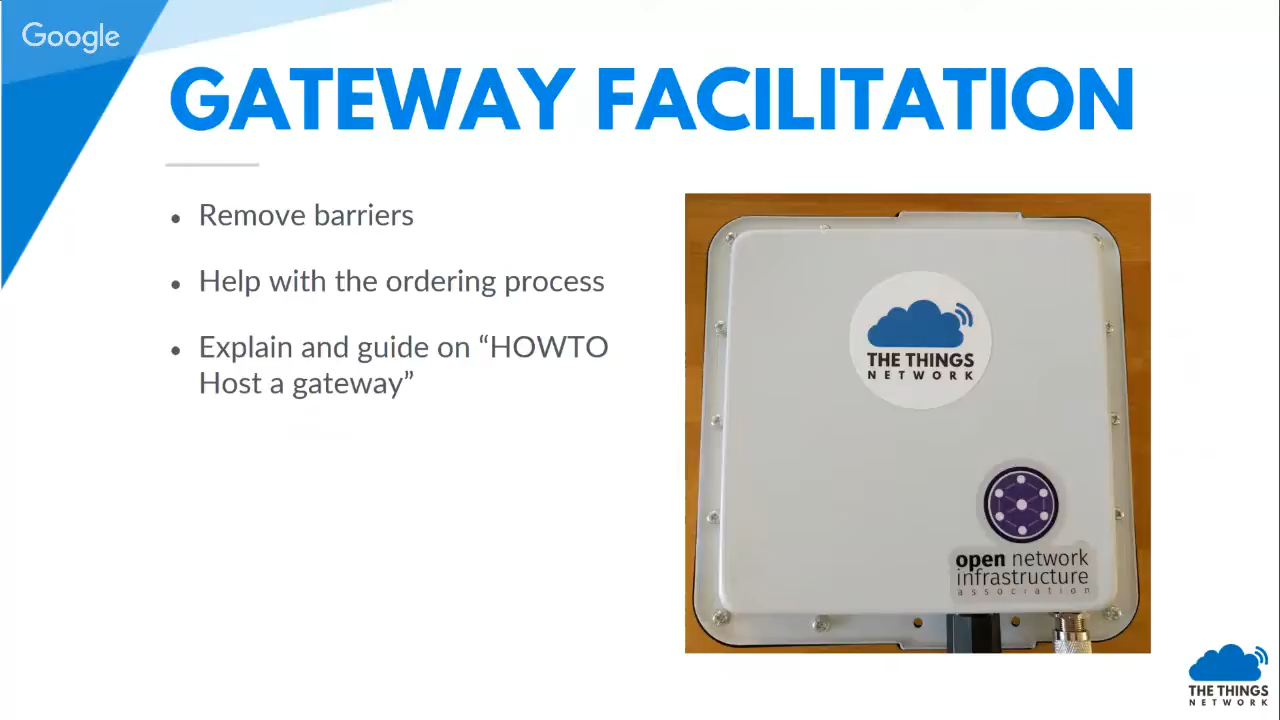 Google
GATEWAY FACILITATION
• Remove barriers
• Help with the ordering process
• Explain and guide on “HOWTO
Host a gateway”
THE THINGS
NETWORK
open network
infrastructure
association
THE THINGS
NETWORK